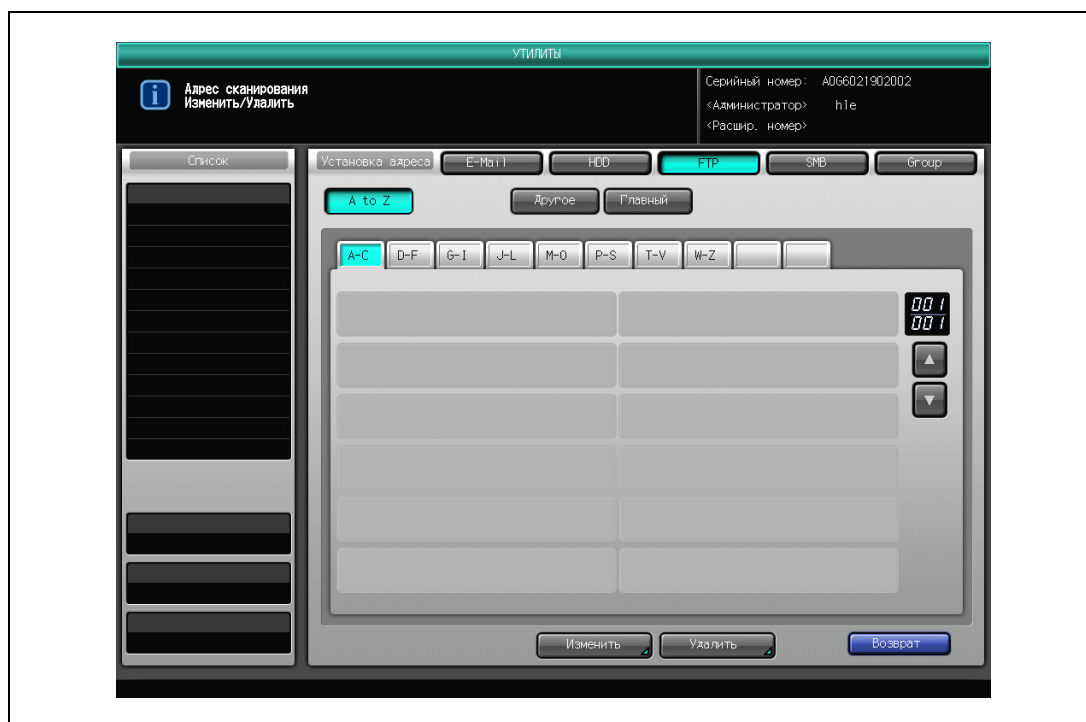 УТИЛИТЫ
Адрес сканирования
Изменить/Удалить
Серийный номер: A0G6021902002
<Администратор> hle
<Расшир. номер>
Список
Установка адреса E-Mail HDD FTP SMB Group
A to Z Другое Главный
A-C D-F G-I J-L M-O P-S T-V W-Z
001
001
Изменить Удалить Возврат